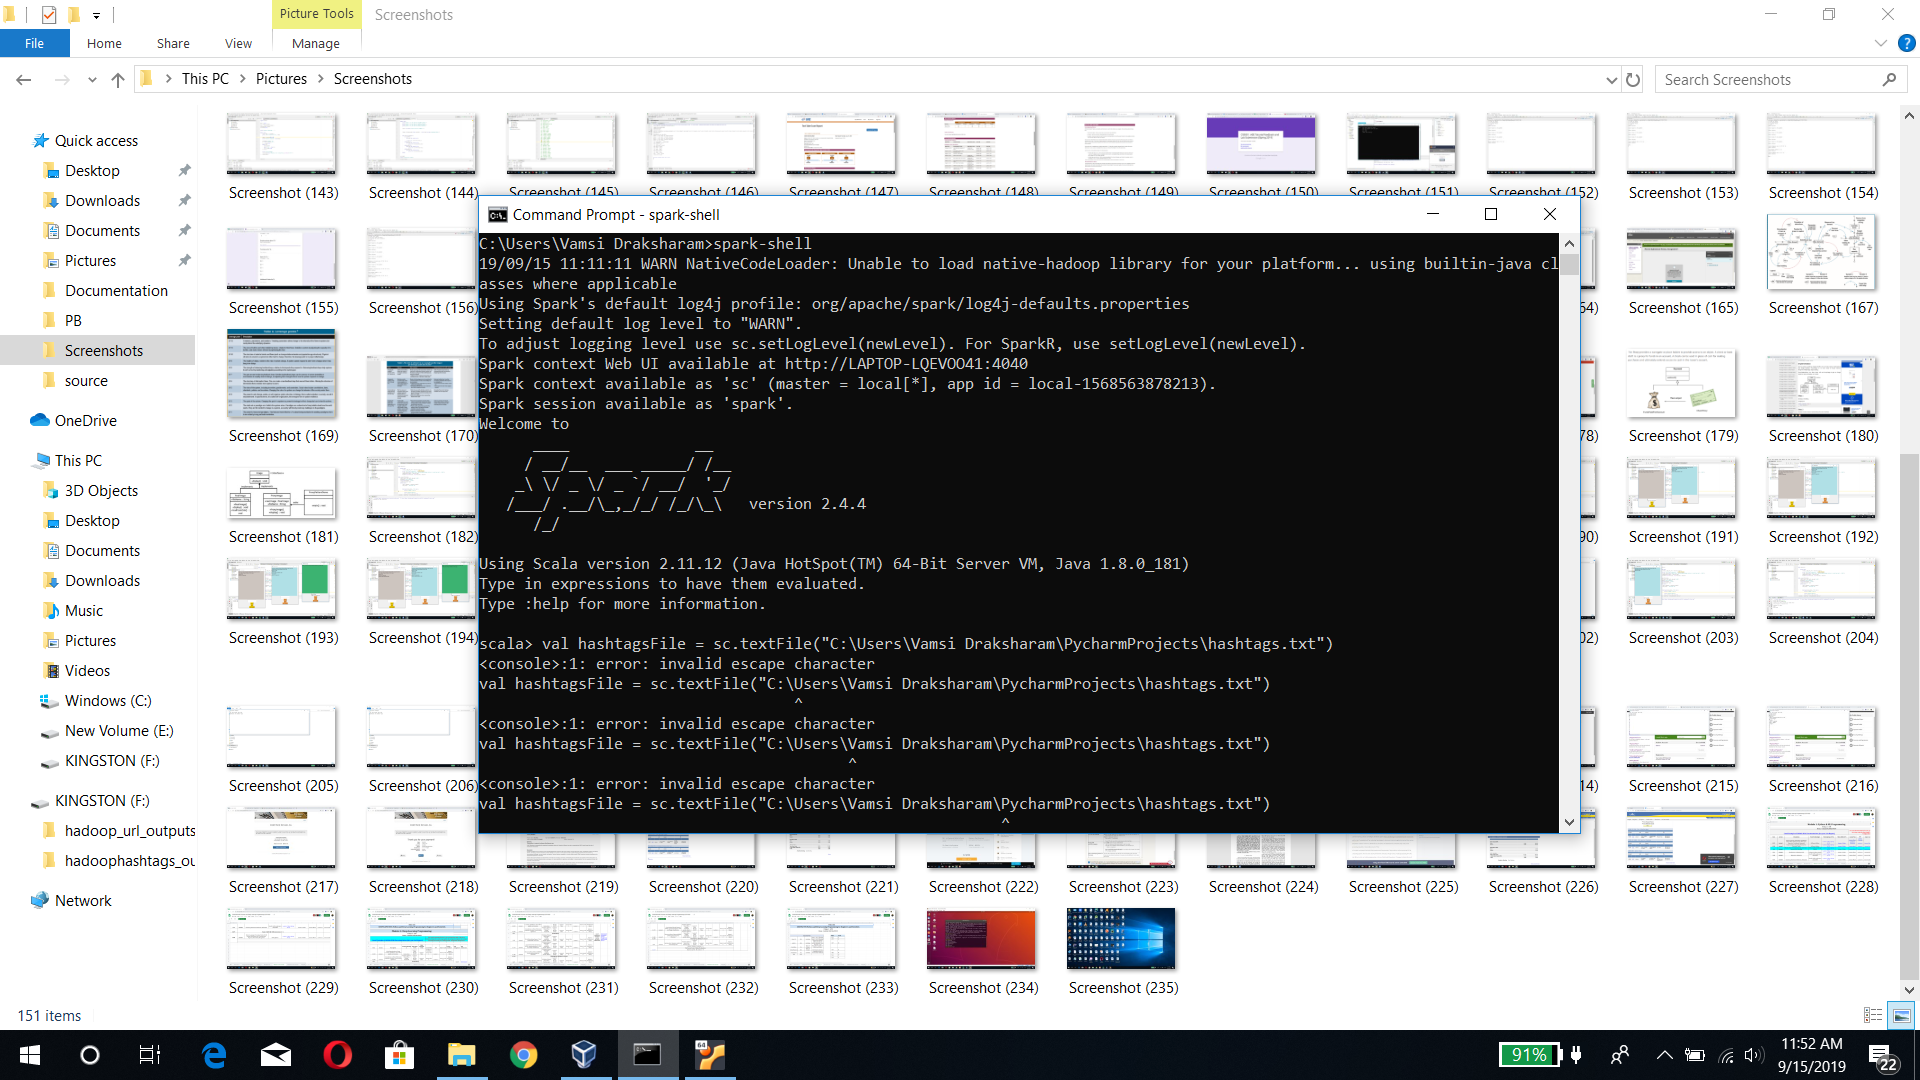 Picture Tools
Screenshots
File
Home
Share
View
Manage
This PC
Pictures
Screenshots
Search Screenshots
Quick access
Desktop
Downloads
Documents
Pictures
Documentation
PB
Screenshots
source
OneDrive
This PC
3D Objects
Desktop
Documents
Downloads
Music
Pictures
Videos
Windows (C:)
New Volume (E:)
KINGSTON (F:)
KINGSTON (F:)
hadoop_url_outputs
hadoophashtags_ou
Network
Screenshot (143)
Screenshot (144)
Screenshot (145)
Screenshot (146)
Screenshot (147)
Screenshot (148)
Screenshot (149)
Screenshot (150)
Screenshot (151)
Screenshot (152)
Screenshot (153)
Screenshot (154)
Command Prompt - spark-shell
C:\Users\Vamsi Draksharam>spark-shell
19/09/15 11:11:11 WARN NativeCodeLoader: Unable to load native-hadoop library for your platform... using builtin-java cl
asses where applicable
Using Spark's default log4j profile: org/apache/spark/log4j-defaults.properties
Setting default log level to "WARN".
To adjust logging level use sc.setLogLevel(newLevel). For SparkR, use setLogLevel(newLevel).
Spark context Web UI available at http://LAPTOP-LQEVOO41:4040
Spark context available as 'sc' (master = local[*], app id = local-1568563878213).
Spark session available as 'spark'.
Welcome to
Spark
version 2.4.4
Using Scala version 2.11.12 (Java HotSpot(TM) 64-Bit Server VM, Java 1.8.0_181)
Type in expressions to have them evaluated.
Type :help for more information.
scala> val hashtagsFile = sc.textFile("C:\Users\Vamsi Draksharam\PycharmProjects\hashtags.txt")
<console>:1: error: invalid escape character
val hashtagsFile = sc.textFile("C:\Users\Vamsi Draksharam\PycharmProjects\hashtags.txt")
^
<console>:1: error: invalid escape character
val hashtagsFile = sc.textFile("C:\Users\Vamsi Draksharam\PycharmProjects\hashtags.txt")
^
<console>:1: error: invalid escape character
val hashtagsFile = sc.textFile("C:\Users\Vamsi Draksharam\PycharmProjects\hashtags.txt")
^
Screenshot (155)
Screenshot (156)
64)
Screenshot (165)
Screenshot (167)
Screenshot (169)
Screenshot (170)
78)
Screenshot (179)
Screenshot (180)
Screenshot (181)
Screenshot (182)
90)
Screenshot (191)
Screenshot (192)
Screenshot (193)
Screenshot (194)
02)
Screenshot (203)
Screenshot (204)
Screenshot (205)
Screenshot (206)
14)
Screenshot (215)
Screenshot (216)
Screenshot (217)
Screenshot (218)
Screenshot (219)
Screenshot (220)
Screenshot (221)
Screenshot (222)
Screenshot (223)
Screenshot (224)
Screenshot (225)
Screenshot (226)
Screenshot (227)
Screenshot (228)
Screenshot (229)
Screenshot (230)
Screenshot (231)
Screenshot (232)
Screenshot (233)
Screenshot (234)
Screenshot (235)
151 items
91%
11:52 AM
9/15/2019
22